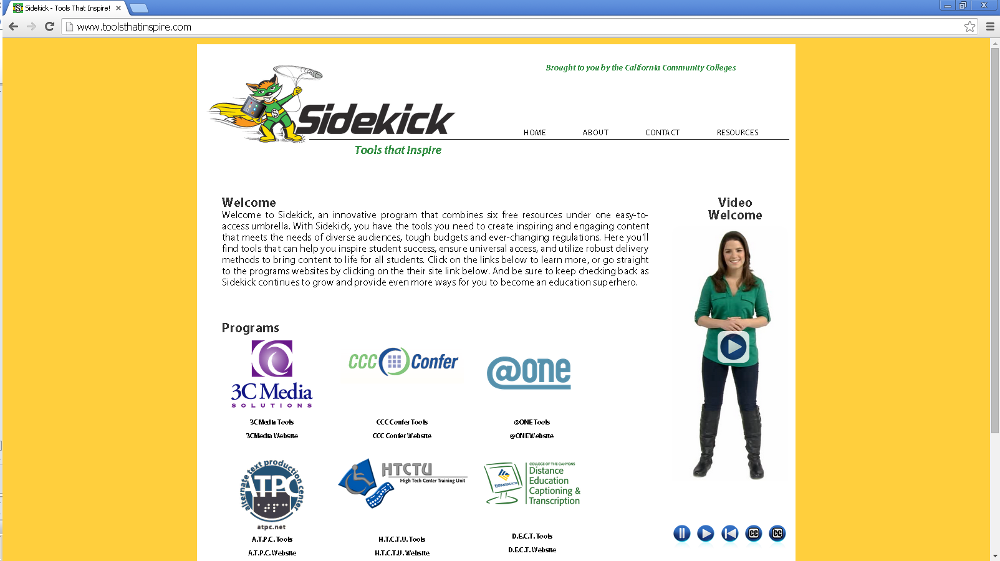 Sidekick - Tools That Inspire!
www.toolsthatinspire.com
Brought to you by the California Community Colleges
S
Sidekick
HOME ABOUT CONTACT RESOURCES
Tools that Inspire
Welcome
Welcome to Sidekick, an innovative program that combines six free resources under one easy-to-
access umbrella. With Sidekick, you have the tools you need to create inspiring and engaging content
that meets the needs of diverse audiences, tough budgets and ever-changing regulations. Here you'll
find tools that can help you inspire student success, ensure universal access, and utilize robust delivery
methods to bring content to life for all students. Click on the links below to learn more, or go straight
to the programs websites by clicking on the their site link below. And be sure to keep checking back as
Sidekick continues to grow and provide even more ways for you to become an education superhero.
Video
Welcome
Programs
3C Media
SOLUTIONS
CCC Confer
@one
3CMedia Tools
CCC Confer Tools
@ONE Tools
3CMedia Website
CCC Confer Website
@ONE Website
alternate text production center
ATPC
atpc.net
HTCTU
High Tech Center Training Unit
EXPANDING ACCESS
COLLEGE OF THE CANYONS
Distance
Education
Captioning &
Transcription
A.T.P.C. Tools
H.T.C.T.U. Tools
D.E.C.T. Tools
A.T.P.C. Website
H.T.C.T.U. Website
D.E.C.T. Website
CC
CC